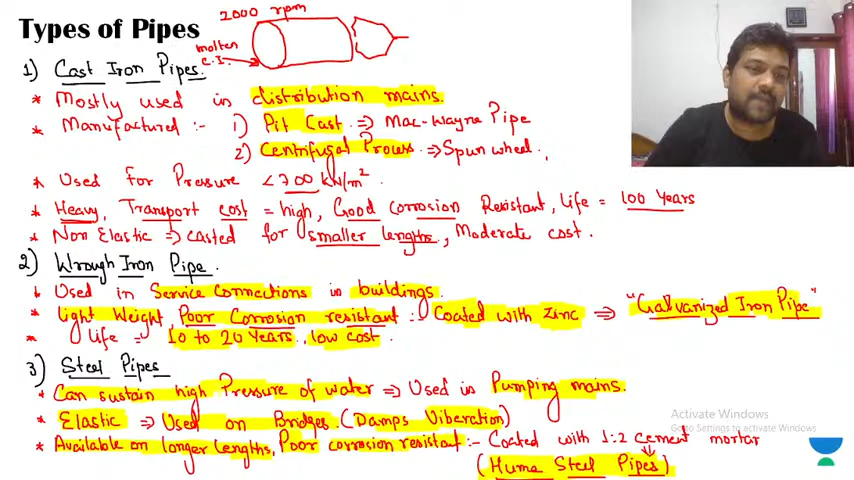 2000 rpm
Types of Pipes
molten
C.I.
1) Cast Iron Pipes.
* Mostly used in distribution mains.
* Manufactured :- 1) Pit Cast ⇒ Mac-Wayne Pipe
2) Centrifugal Process ⇒ Spun wheel.
* Used for Pressure < 700 kN/m².
* Heavy, Transport cost = high, Good Corrosion Resistant, Life = 100 Years
* Non Elastic ⇒ casted for smaller lengths, Moderate cost.
2) Wrough Iron Pipe.
* Used in Service Connections in buildings.
* Light Weight, Poor Corrosion resistant :- Coated with Zinc ⇒ "Galvanized Iron Pipe"
* Life = 10 to 20 Years, low cost.
3) Steel Pipes
* Can sustain high Pressure of water ⇒ Used in Pumping mains.
* Elastic ⇒ Used on Bridges. (Damps Viberation)
* Available on longer lengths, Poor corrosion resistant :- Coated with 1:2 cement mortar
(Hume Steel Pipes)
Activate Windows
Go to Settings to activate Windows.